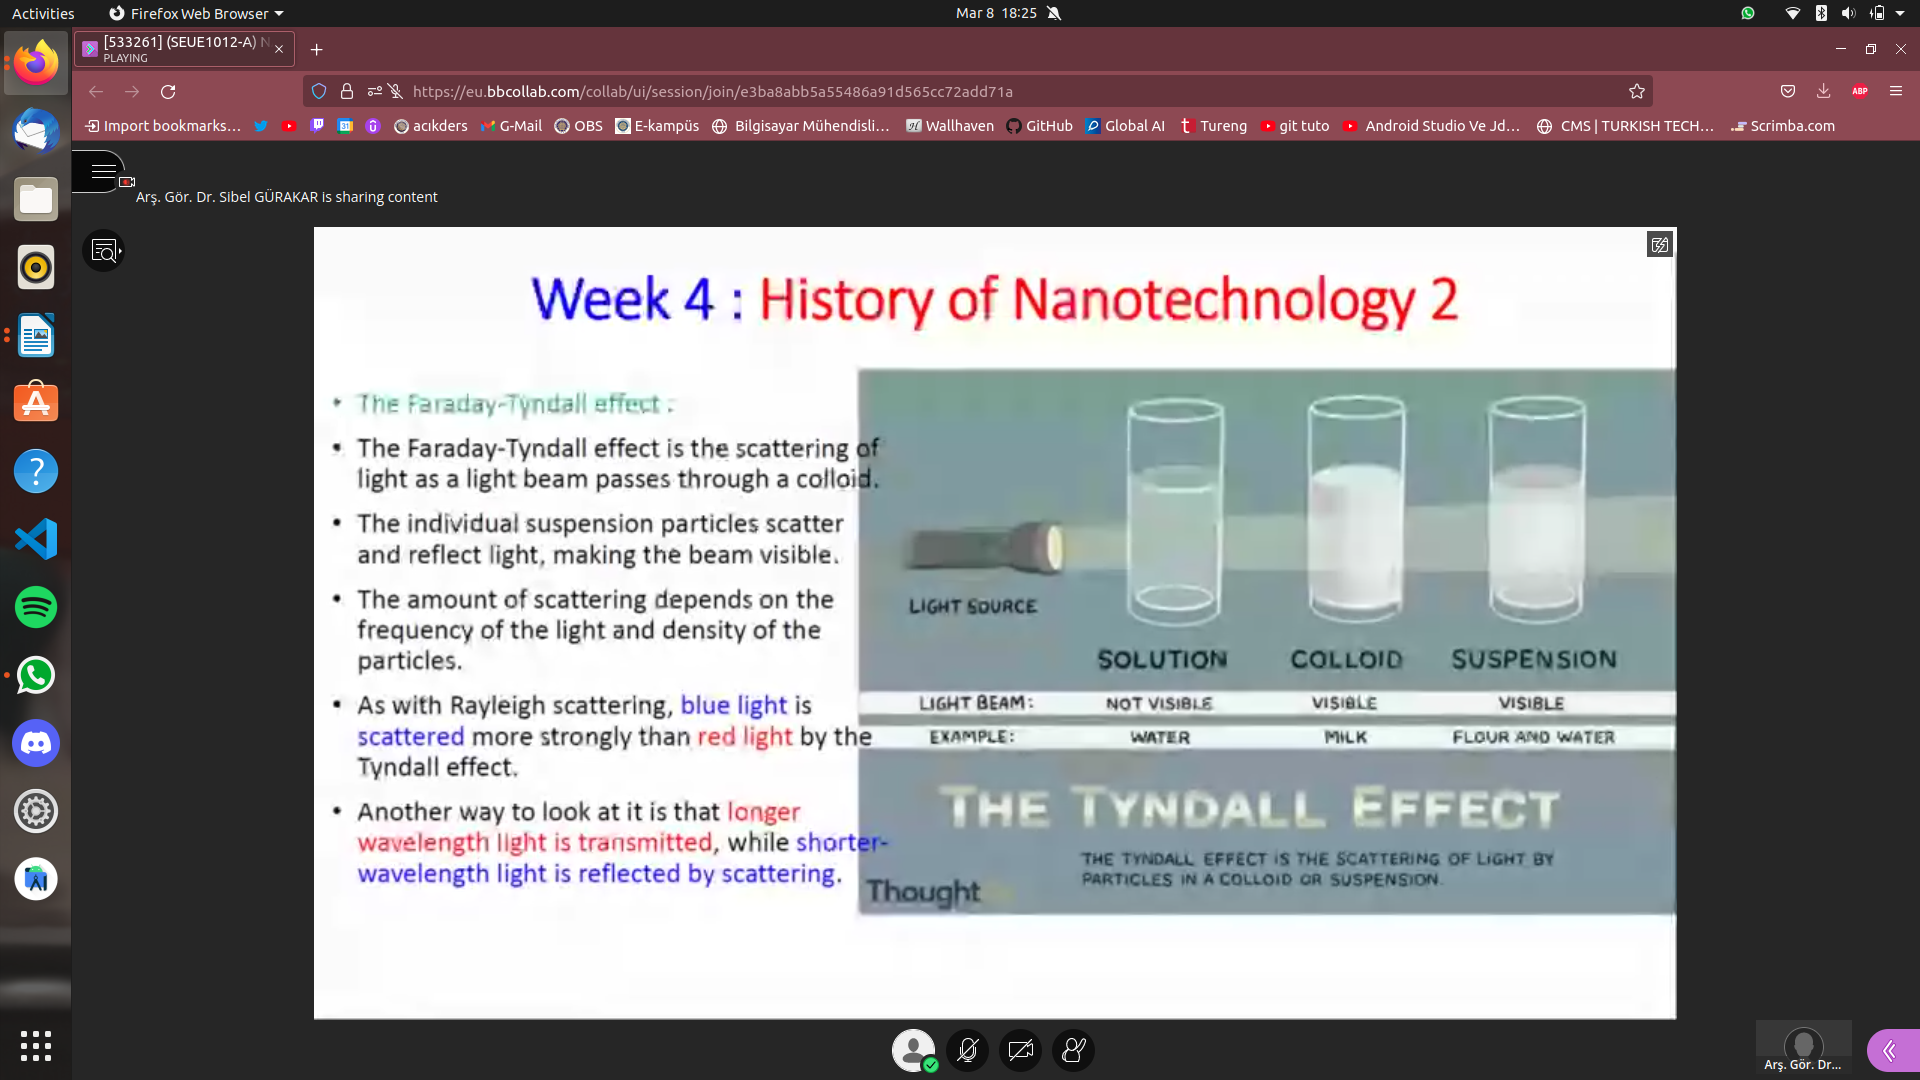 Activities
Firefox Web Browser
Mar 8 18:25
[533261] (SEUE1012-A) N
PLAYING
https://eu.bbcollab.com/collab/ui/session/join/e3ba8abb5a55486a91d565cc72add71a
ABP
Import bookmarks...
31
acıkders
G-Mail
OBS
E-kampüs
Bilgisayar Mühendisli...
Wallhaven
GitHub
Global AI
Tureng
git tuto
Android Studio Ve Jd...
CMS | TURKISH TECH...
Scrimba.com
Arş. Gör. Dr. Sibel GÜRAKAR is sharing content
Week 4 : History of Nanotechnology 2
• The Faraday-Tyndall effect :
• The Faraday-Tyndall effect is the scattering of
light as a light beam passes through a colloid.
• The individual suspension particles scatter
and reflect light, making the beam visible.
• The amount of scattering depends on the
frequency of the light and density of the
particles.
• As with Rayleigh scattering, blue light is
scattered more strongly than red light by the
Tyndall effect.
• Another way to look at it is that longer
wavelength light is transmitted, while shorter-
wavelength light is reflected by scattering.
LIGHT SOURCE
SOLUTION COLLOID SUSPENSION
LIGHT BEAM: NOT VISIBLE VISIBLE VISIBLE
EXAMPLE: WATER MILK FLOUR AND WATER
THE TYNDALL EFFECT
THE TYNDALL EFFECT IS THE SCATTERING OF LIGHT BY
PARTICLES IN A COLLOID OR SUSPENSION.
Thought
Arş. Gör. Dr...